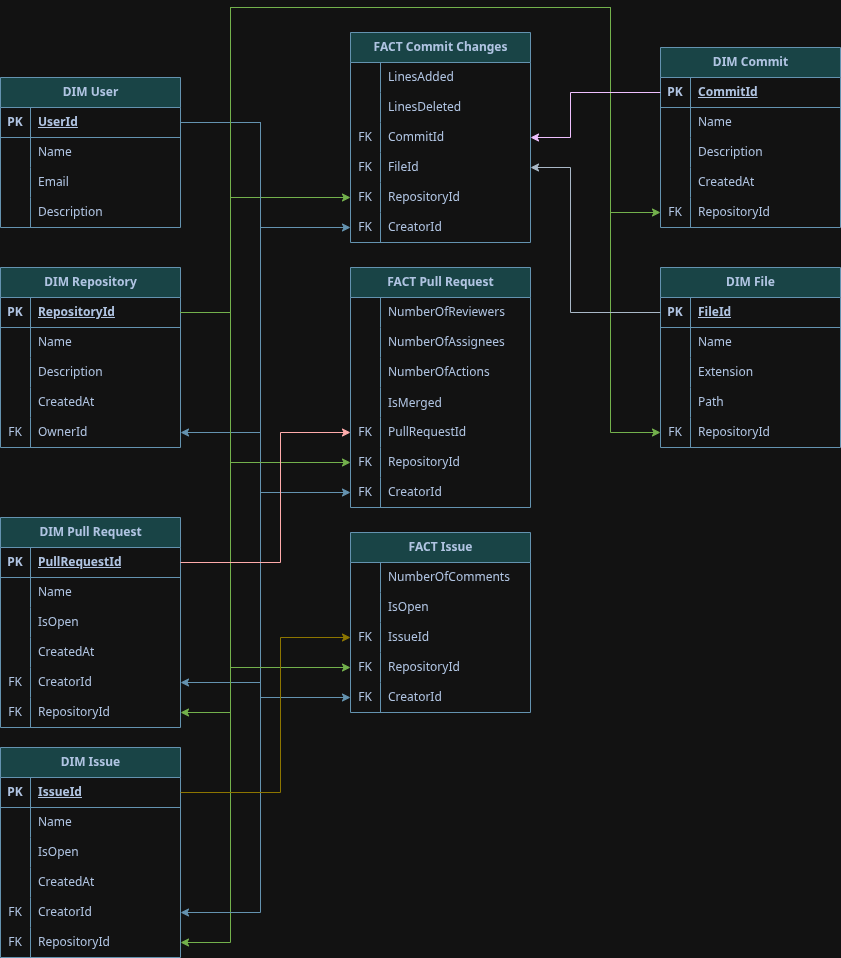 DIM User
PK UserId
Name
Email
Description
DIM Repository
PK RepositoryId
Name
Description
CreatedAt
FK OwnerId
DIM Pull Request
PK PullRequestId
Name
IsOpen
CreatedAt
FK CreatorId
FK RepositoryId
DIM Issue
PK IssueId
Name
IsOpen
CreatedAt
FK CreatorId
FK RepositoryId
FACT Commit Changes
LinesAdded
LinesDeleted
FK CommitId
FK FileId
FK RepositoryId
FK CreatorId
FACT Pull Request
NumberOfReviewers
NumberOfAssignees
NumberOfActions
IsMerged
FK PullRequestId
FK RepositoryId
FK CreatorId
FACT Issue
NumberOfComments
IsOpen
FK IssueId
FK RepositoryId
FK CreatorId
DIM Commit
PK CommitId
Name
Description
CreatedAt
FK RepositoryId
DIM File
PK FileId
Name
Extension
Path
FK RepositoryId